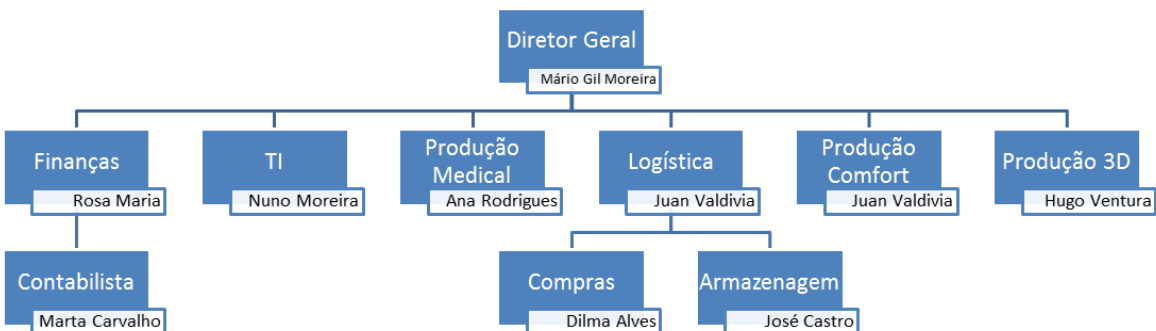 Diretor Geral
Mário Gil Moreira
Finanças
Rosa Maria
TI
Nuno Moreira
Produção
Medical
Ana Rodrigues
Logística
Juan Valdivia
Produção
Comfort
Juan Valdivia
Produção 3D
Hugo Ventura
Contabilista
Marta Carvalho
Compras
Dilma Alves
Armazenagem
José Castro